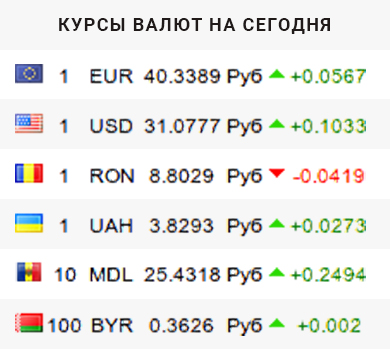 КУРСЫ ВАЛЮТ НА СЕГОДНЯ
1 EUR 40.3389 Руб +0.0567
1 USD 31.0777 Руб +0.1033
1 RON 8.8029 Руб -0.0419
1 UAH 3.8293 Руб +0.0273
10 MDL 25.4318 Руб +0.2494
100 BYR 0.3626 Руб +0.002